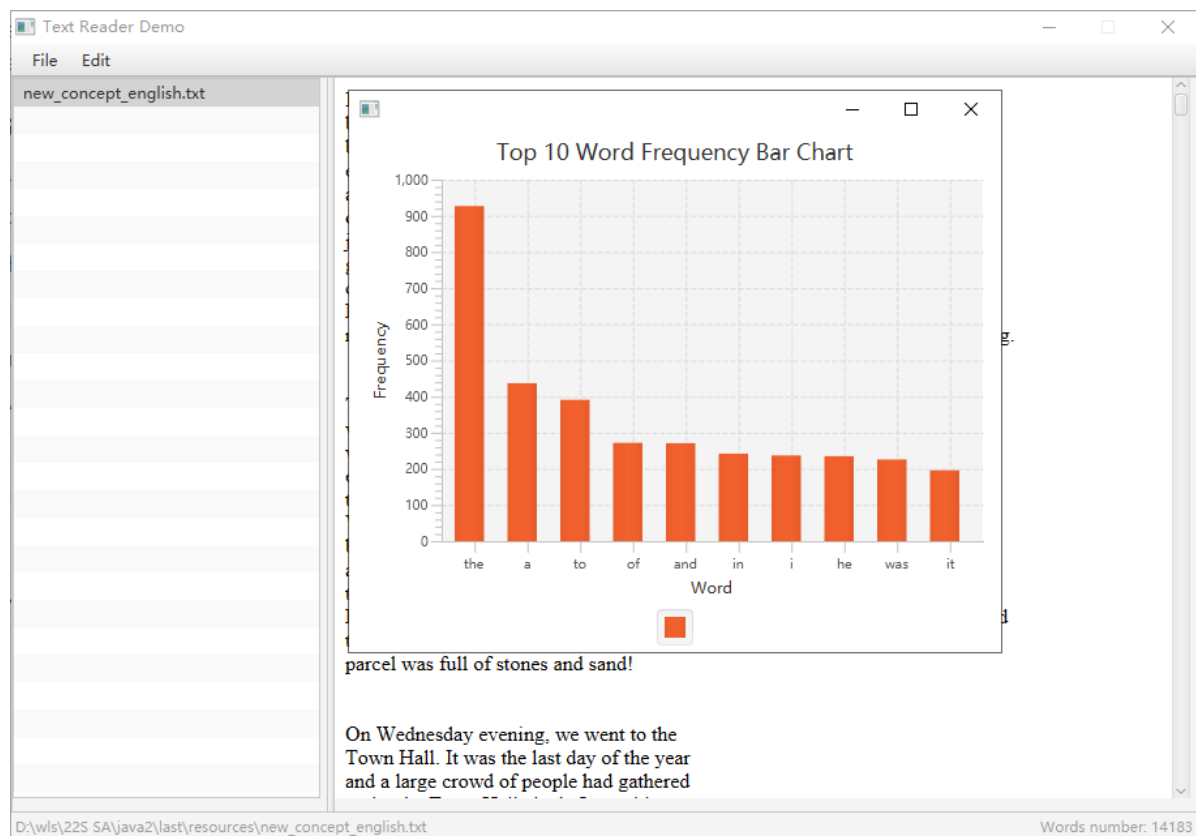 Text Reader Demo
File Edit
new_concept_english.txt
Top 10 Word Frequency Bar Chart
1,000
900
800
700
600
500
400
300
200
100
0
Frequency
the a to of and in i he was it
Word
parcel was full of stones and sand!
On Wednesday evening, we went to the
Town Hall. It was the last day of the year
and a large crowd of people had gathered
D:\wls\22S SA\java2\last\resources\new_concept_english.txt
Words number: 14183